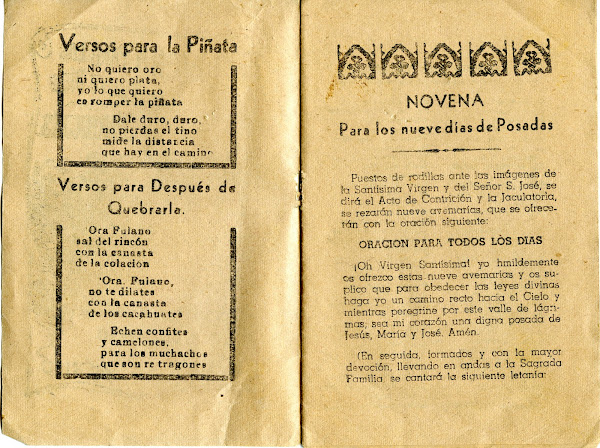 Versos para la Piñata
No quiero oro
ni quiero plata,
yo lo que quiero
es romper la piñata
Dale duro, duro,
no pierdas el tino
mide la distancia
que hay en el camino
Versos para Después de
Quebrarla.
'Ora Fulano
sal del rincón
con la canasta
de la colación
'Ora, Fulano,
no te dilates
con la canasta
de los cacahuates
Echen confites
y camelones,
para los muchachos
que son re tragones
NOVENA
Para los nueve días de Posadas
Puestos de rodillas ante las imágenes de
la Santísima Virgen y del Señor S. José, se
dirá el Acto de Contrición y la Jaculatoria,
se rezarán nueve avemarías, que se ofrece-
rán con la oración siguiente:
ORACION PARA TODOS LOS DIAS
¡Oh Virgen Santísima! yo hmildemente
os ofrezco estas nueve avemarías y os su-
plico que para obedecer las leyes divinas
haga yo un camino recto hacia el Cielo y
mientras peregrine por este valle de lágri-
mas, sea mi corazón una digna posada de
Jesús, María y José. Amén.
(En seguida, formados y con la mayor
devoción, llevando en andas a la Sagrada
Familia, se cantará la siguiente letanía: